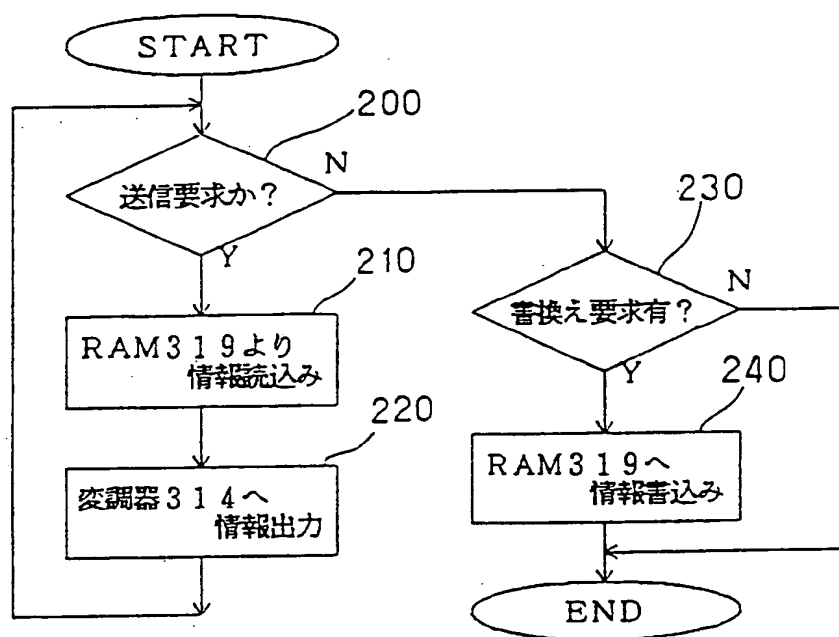 START
200
送信要求か?
N
Y
210
RAM319より
情報読込み
220
変調器314へ
情報出力
230
書換え要求有?
N
Y
240
RAM319へ
情報書込み
END